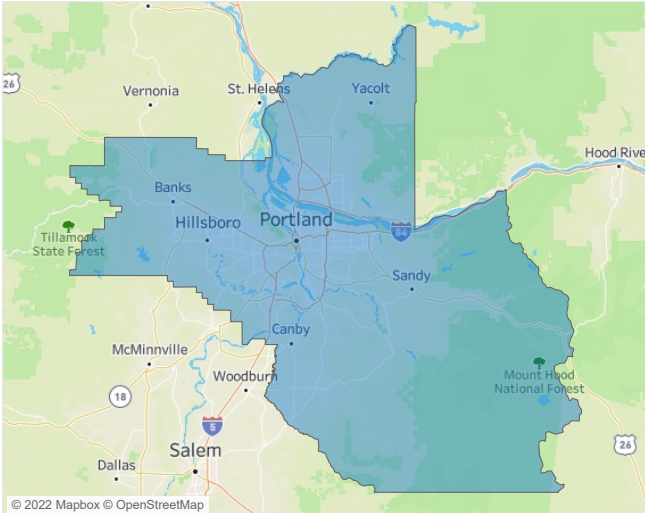 26
Vernonia
St. Helens
Yacolt
Hood River
Banks
Hillsboro
Portland
84
Tillamook
State Forest
Sandy
Canby
McMinnville
Mount Hood
National Forest
Woodburn
18
5
Salem
26
Dallas
© 2022 Mapbox © OpenStreetMap